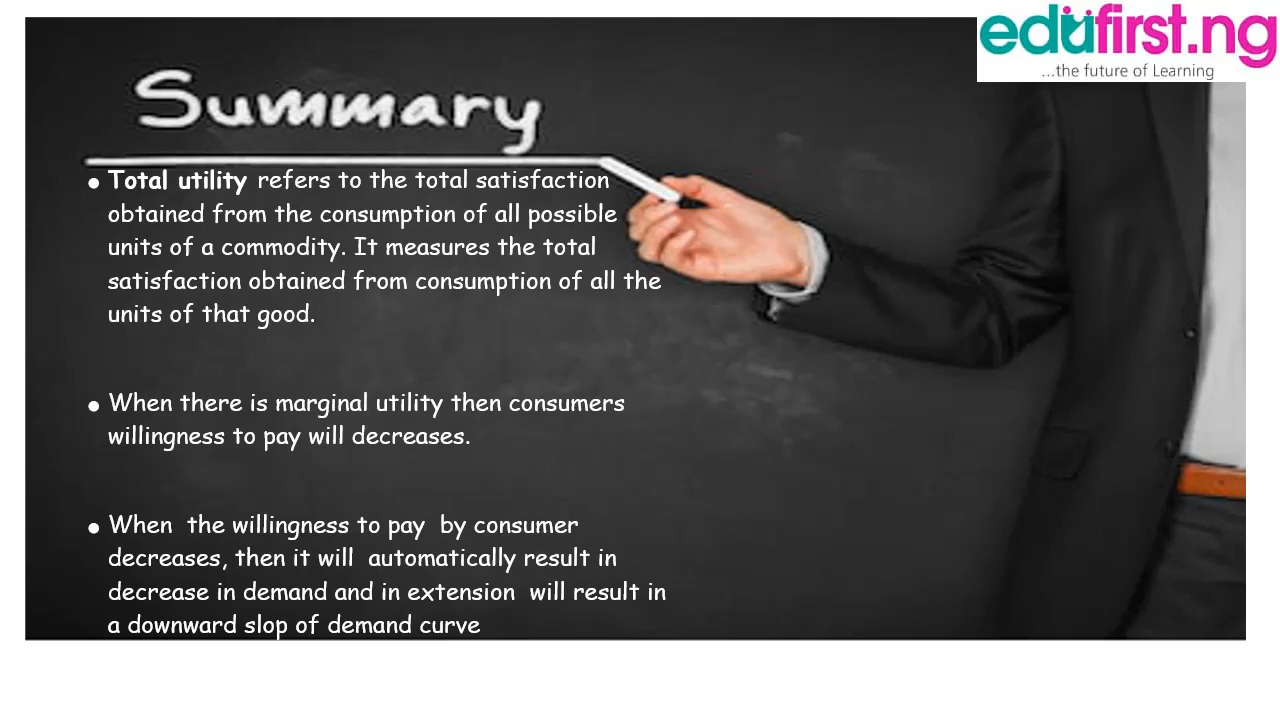 edufirst.ng
...the future of Learning
Summary
• Total utility refers to the total satisfaction
obtained from the consumption of all possible
units of a commodity. It measures the total
satisfaction obtained from consumption of all the
units of that good.
• When there is marginal utility then consumers
willingness to pay will decreases.
• When the willingness to pay by consumer
decreases, then it will automatically result in
decrease in demand and in extension will result in
a downward slop of demand curve